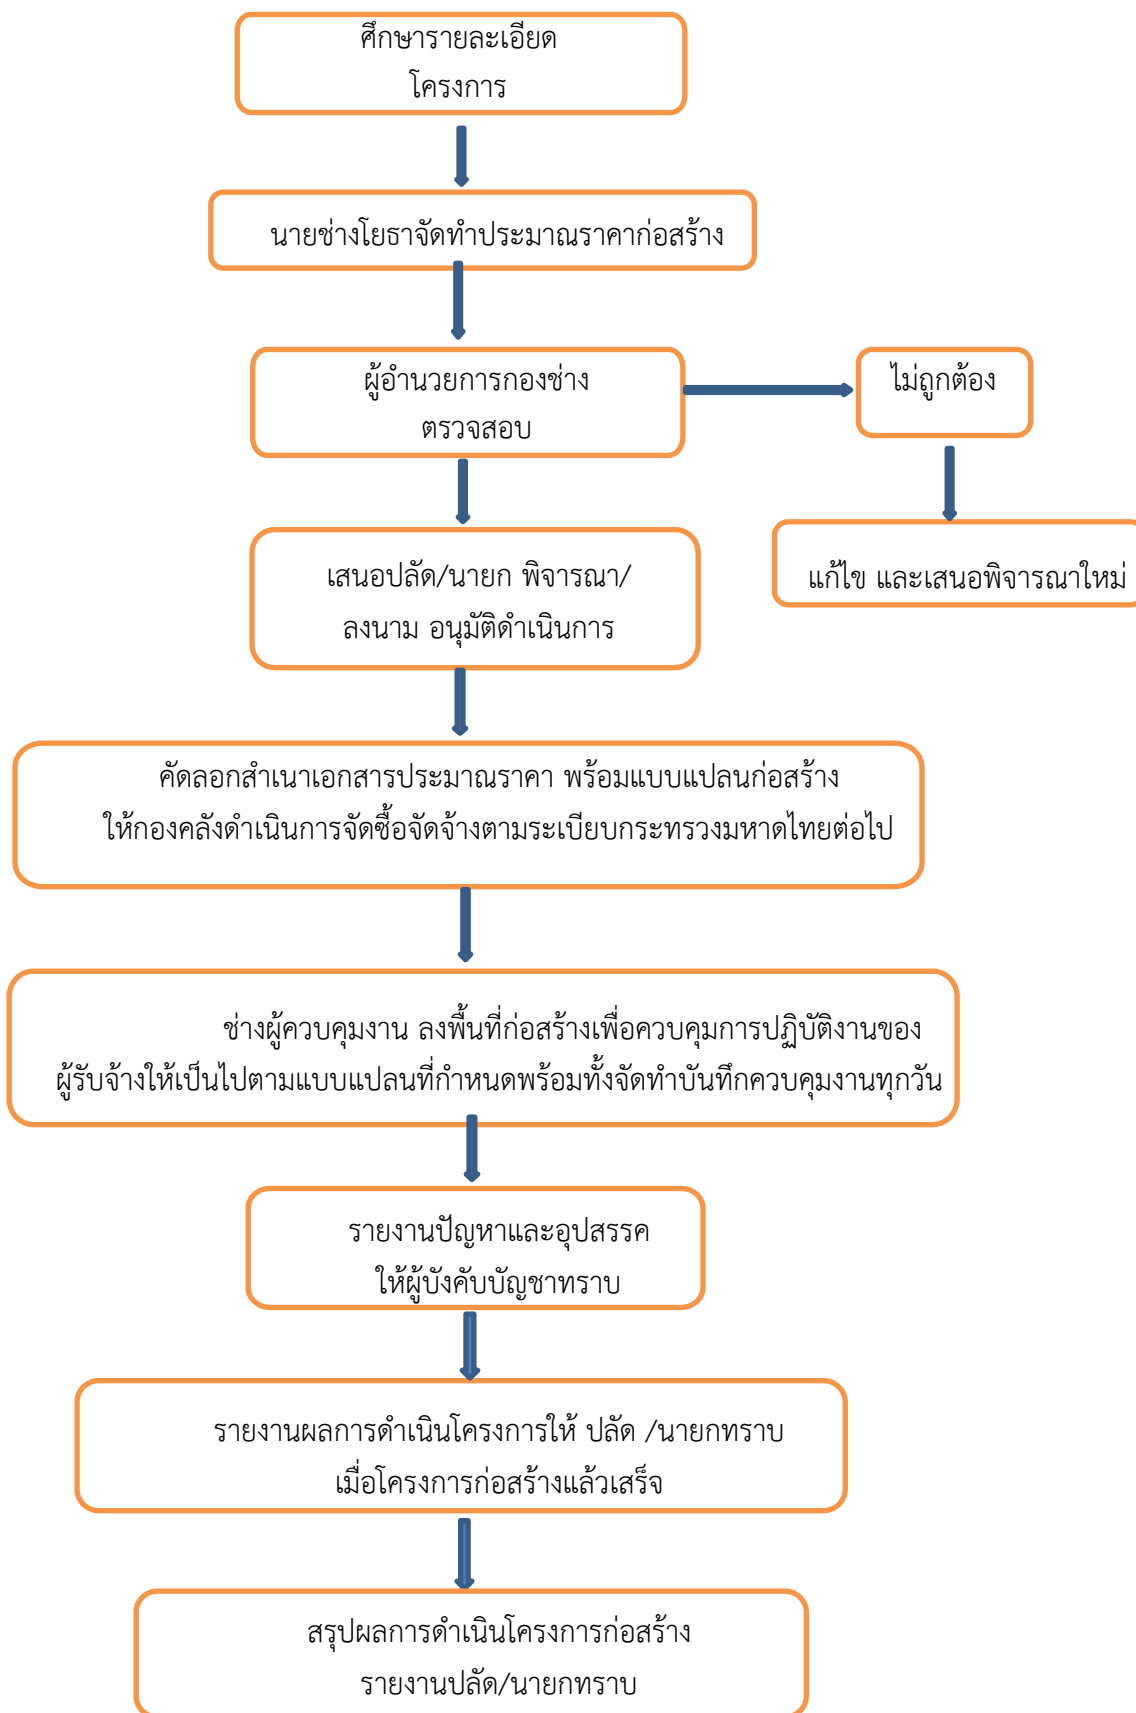 ศึกษารายละเอียด
โครงการ
นายช่างโยธาจัดทำประมาณราคาก่อสร้าง
ผู้อำนวยการกองช่าง
ตรวจสอบ
ไม่ถูกต้อง
เสนอปลัด/นายก พิจารณา/
ลงนาม อนุมัติดำเนินการ
แก้ไข และเสนอพิจารณาใหม่
คัดลอกสำเนาเอกสารประมาณราคา พร้อมแบบแปลนก่อสร้าง
ให้กองคลังดำเนินการจัดซื้อจัดจ้างตามระเบียบกระทรวงมหาดไทยต่อไป
ช่างผู้ควบคุมงาน ลงพื้นที่ก่อสร้างเพื่อควบคุมการปฏิบัติงานของ
ผู้รับจ้างให้เป็นไปตามแบบแปลนที่กำหนดพร้อมทั้งจัดทำบันทึกควบคุมงานทุกวัน
รายงานปัญหาและอุปสรรค
ให้ผู้บังคับบัญชาทราบ
รายงานผลการดำเนินโครงการให้ ปลัด /นายกทราบ
เมื่อโครงการก่อสร้างแล้วเสร็จ
สรุปผลการดำเนินโครงการก่อสร้าง
รายงานปลัด/นายกทราบ